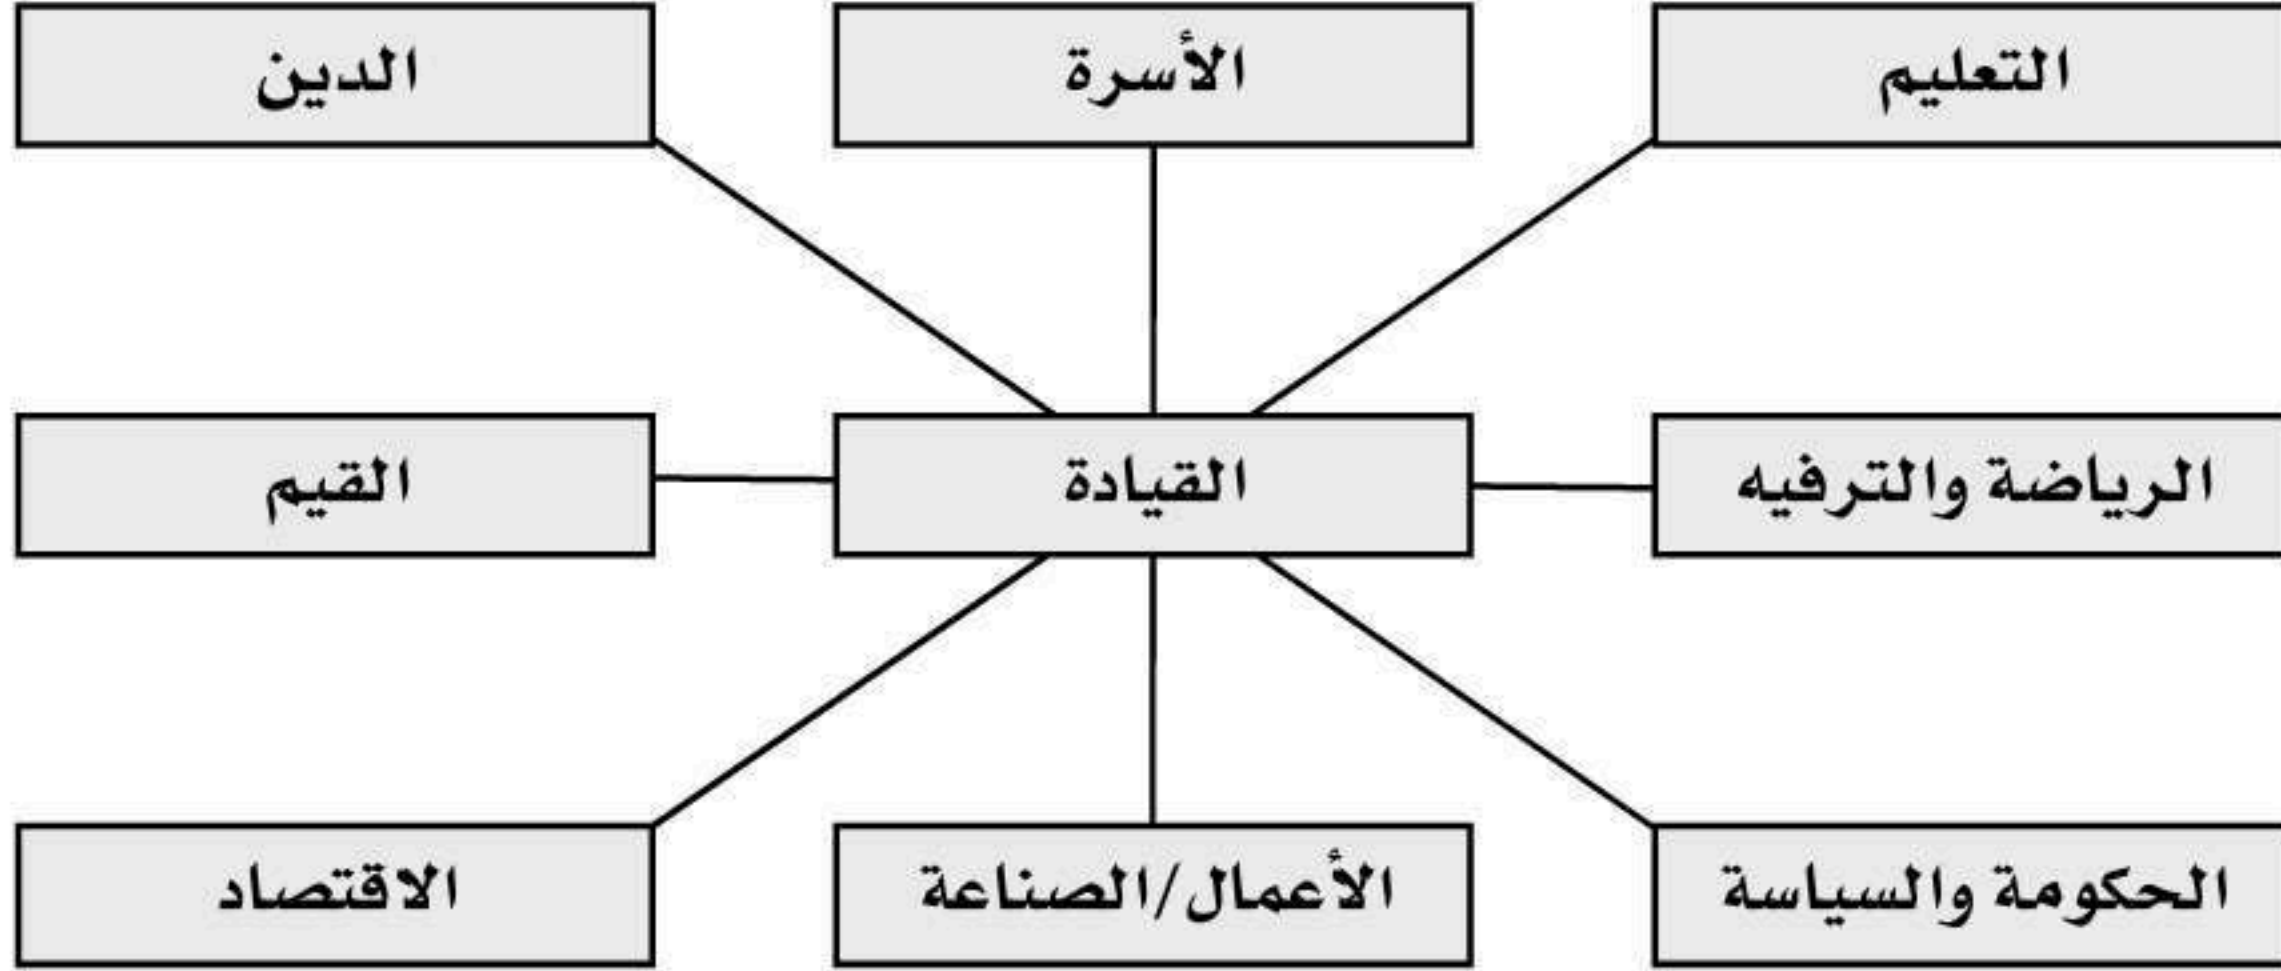 التعليم
الأسرة
الدين
الرياضة والترفيه
القيادة
القيم
الحكومة والسياسة
الأعمال/الصناعة
الاقتصاد